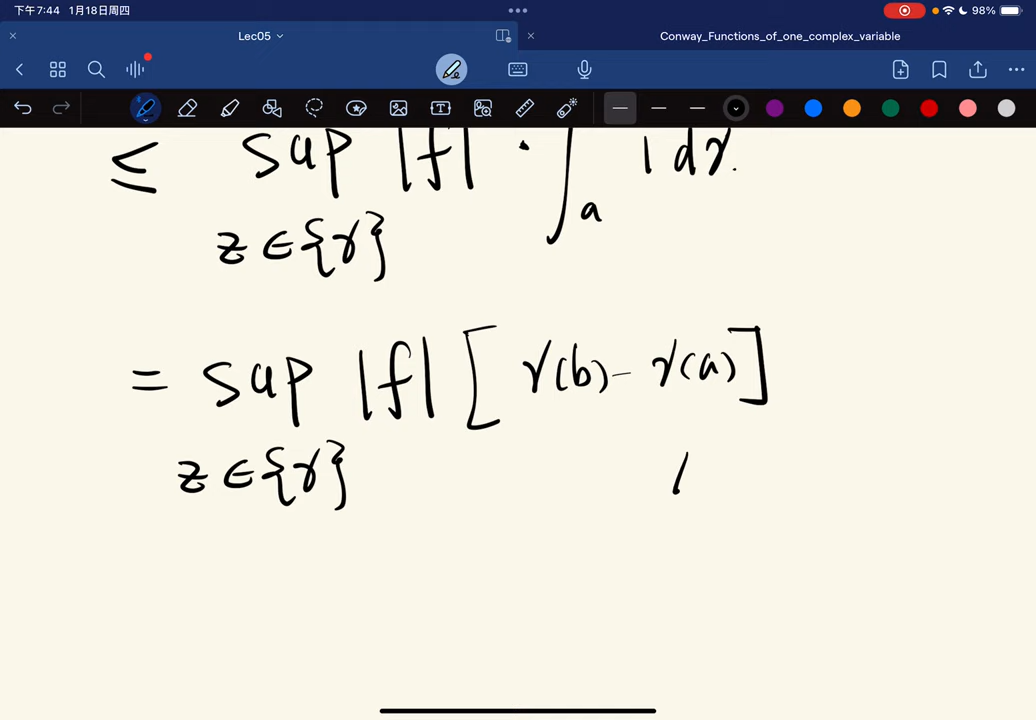 下午7:44 1月18日周四
98%
Lec05
Conway_Functions_of_one_complex_variable
≤ sup |f| · ∫ 1 dγ.
a
z ∈ {γ}
= sup |f| [γ(b) - γ(a)]
z ∈ {γ}